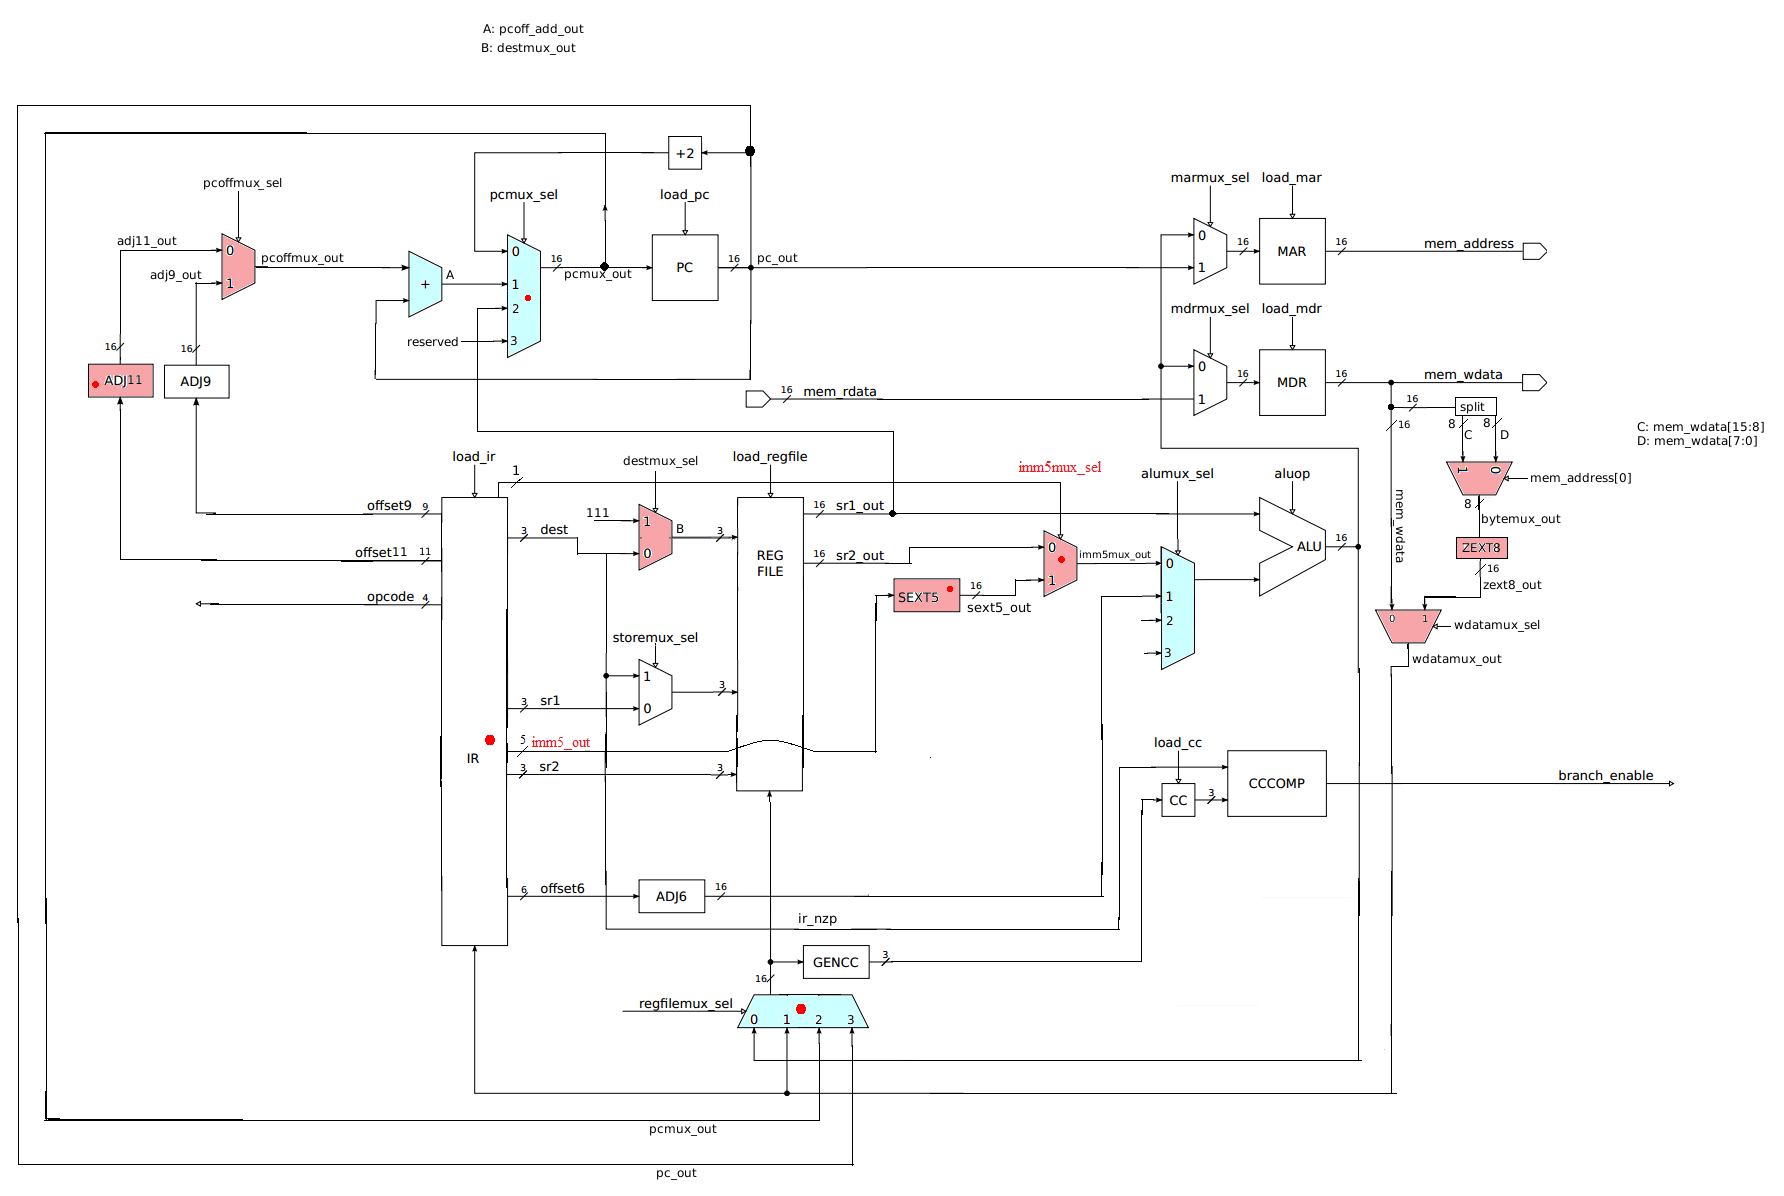 A: pcoff_add_out
B: destmux_out
+2
pcoffmux_sel
pcmux_sel
load_pc
marmux_sel
load_mar
adj11_out
0
pcoffmux_out
adj9_out
1
A
+
0
1
2
3
reserved
16
pcmux_out
PC
16
pc_out
0
1
16
MAR
16
mem_address
mdrmux_sel
load_mdr
0
1
16
MDR
16
mem_wdata
16
mem_rdata
16
16
ADJ11
ADJ9
16
split
16
8
8
C
D
C: mem_wdata[15:8]
D: mem_wdata[7:0]
1
0
mem_address[0]
8
bytemux_out
mem_wdata
ZEXT8
16
zext8_out
0
1
wdatamux_sel
wdatamux_out
load_ir
1
destmux_sel
load_regfile
imm5mux_sel
alumux_sel
aluop
offset9
9
offset11
11
opcode
4
3
dest
111
1
0
B
3
REG
FILE
16
sr1_out
16
sr2_out
0
1
imm5mux_out
SEXT5
16
sext5_out
0
1
2
3
ALU
16
storemux_sel
1
0
3
3
sr1
IR
5
imm5_out
3
sr2
3
load_cc
CC
3
CCCOMP
branch_enable
6
offset6
ADJ6
16
ir_nzp
GENCC
3
16
regfilemux_sel
0
1
2
3
pcmux_out
pc_out